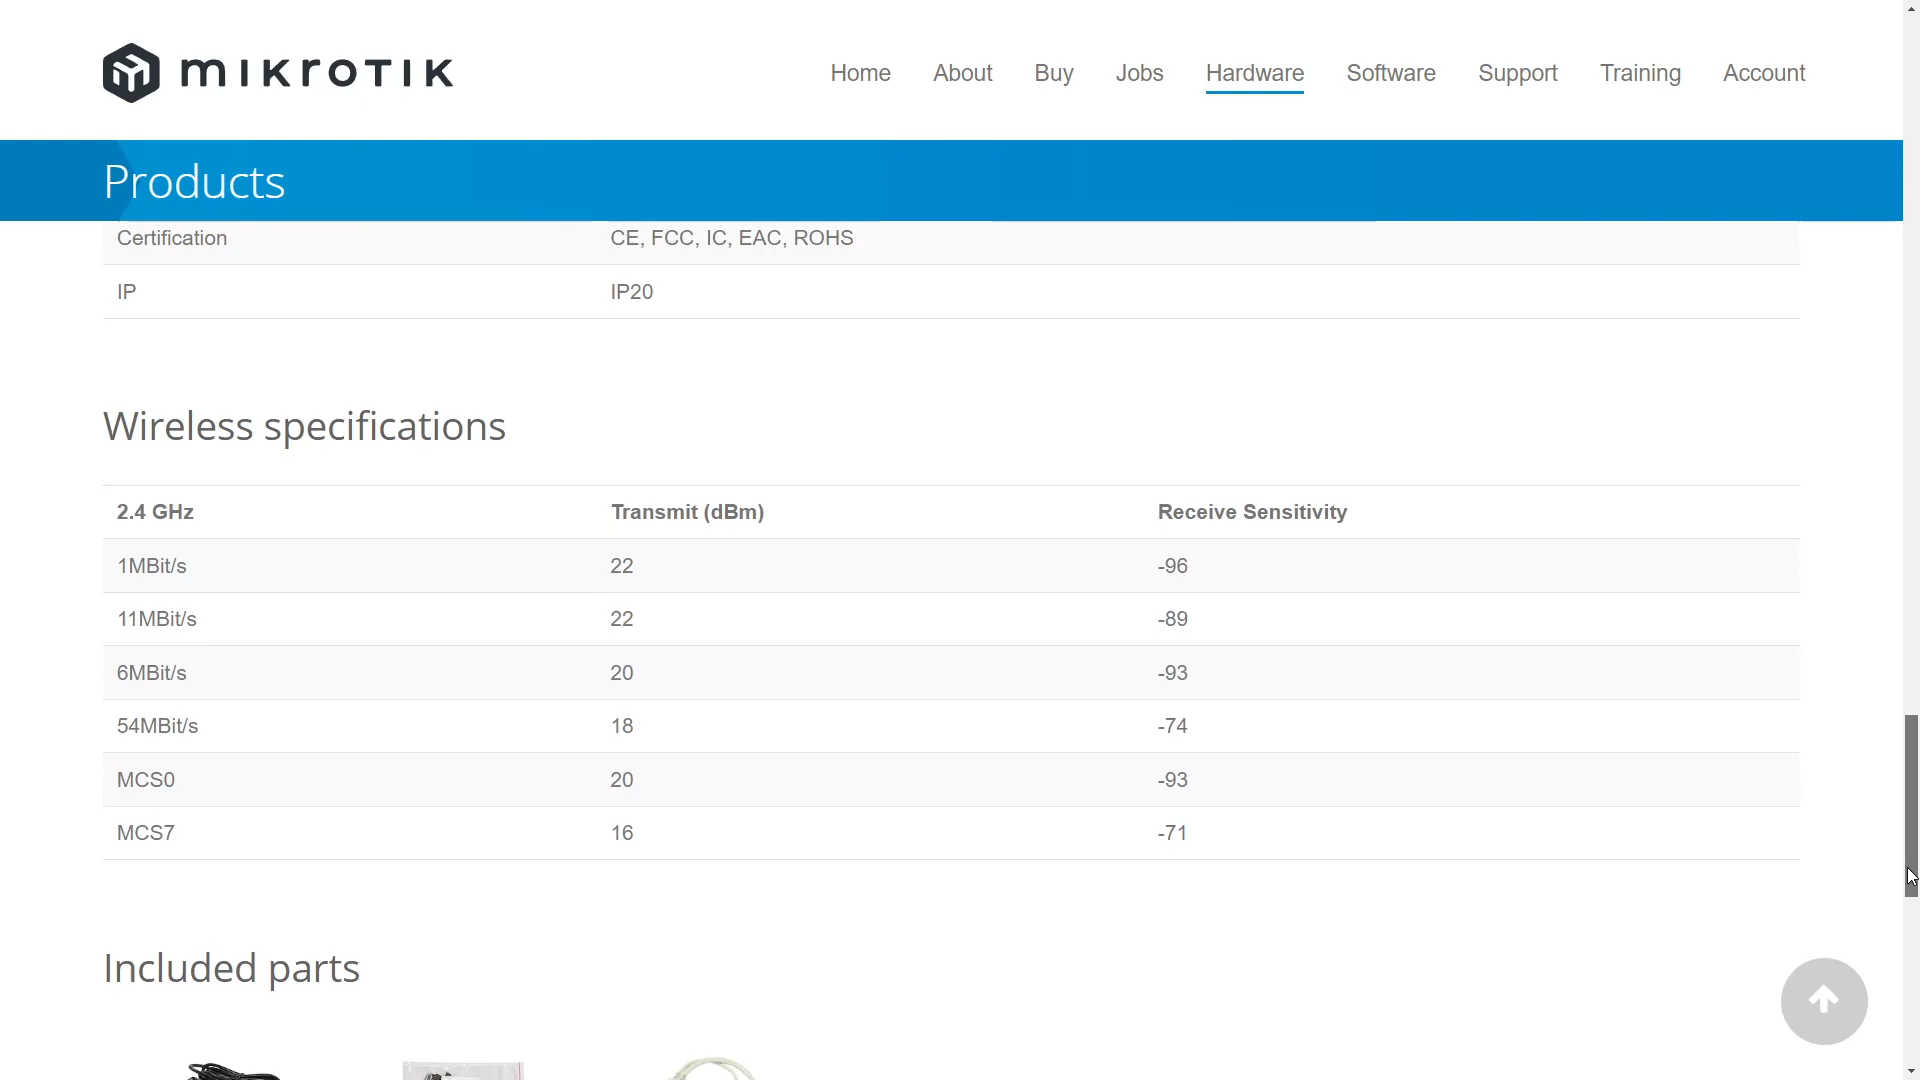 mikrotik
Home About Buy Jobs Hardware Software Support Training Account
Products
Certification CE, FCC, IC, EAC, ROHS
IP IP20
Wireless specifications
2.4 GHz Transmit (dBm) Receive Sensitivity
1MBit/s 22 -96
11MBit/s 22 -89
6MBit/s 20 -93
54MBit/s 18 -74
MCS0 20 -93
MCS7 16 -71
Included parts